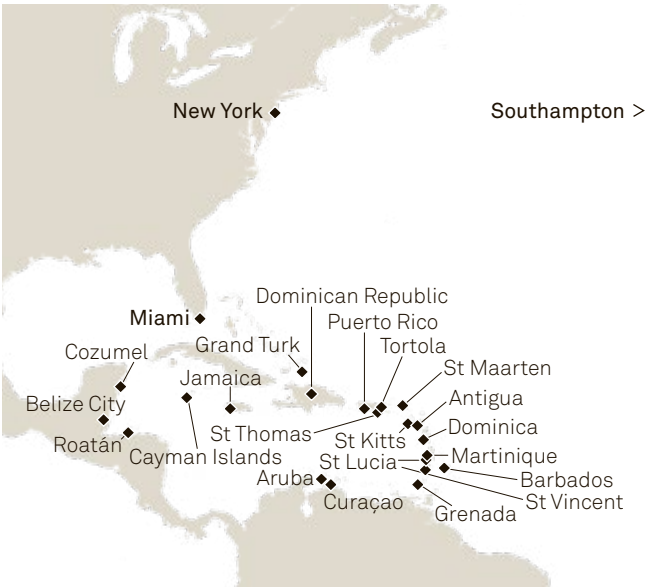 New York
Southampton >
Dominican Republic
Miami
Puerto Rico
Grand Turk
Tortola
Cozumel
St Maarten
Jamaica
Antigua
Belize City
Dominica
St Thomas
St Kitts
Roatán
Cayman Islands
Martinique
St Lucia
Aruba
Barbados
Curaçao
St Vincent
Grenada